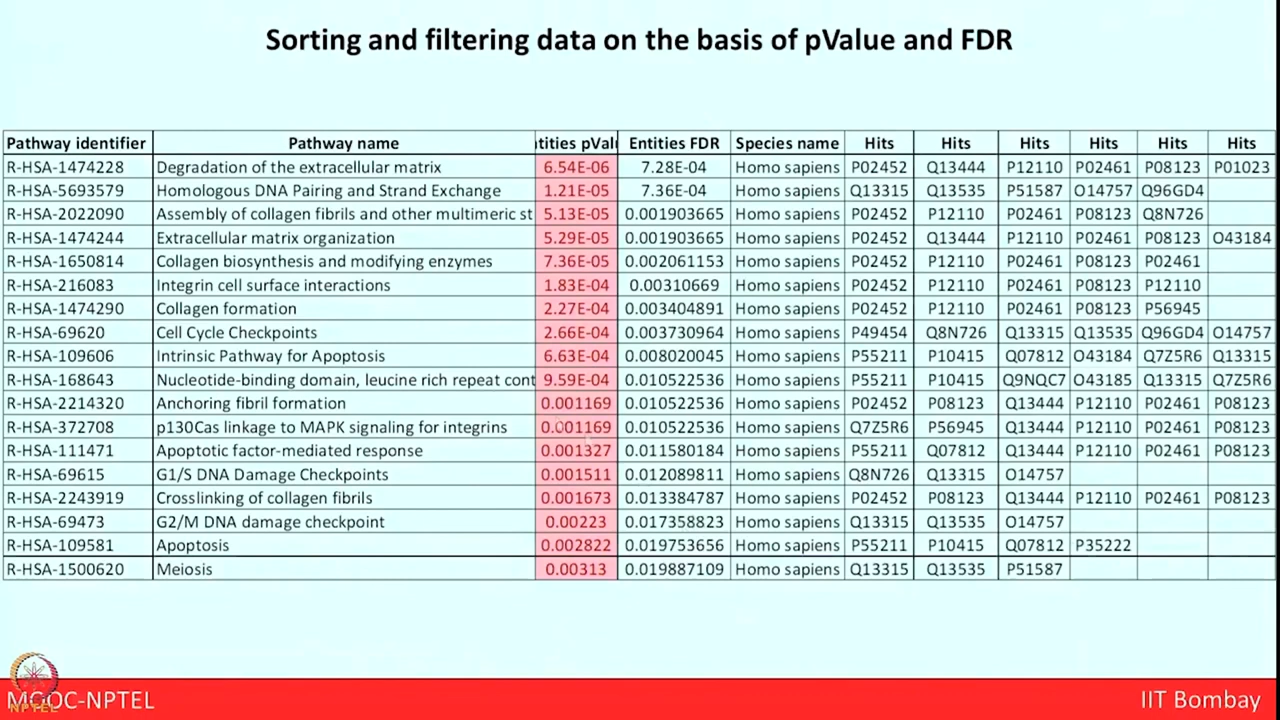 Sorting and filtering data on the basis of pValue and FDR
Pathway identifier Pathway name tities pValu Entities FDR Species name Hits Hits Hits Hits Hits Hits
R-HSA-1474228 Degradation of the extracellular matrix 6.54E-06 7.28E-04 Homo sapiens P02452 Q13444 P12110 P02461 P08123 P01023
R-HSA-5693579 Homologous DNA Pairing and Strand Exchange 1.21E-05 7.36E-04 Homo sapiens Q13315 Q13535 P51587 O14757 Q96GD4
R-HSA-2022090 Assembly of collagen fibrils and other multimeric st 5.13E-05 0.001903665 Homo sapiens P02452 P12110 P02461 P08123 Q8N726
R-HSA-1474244 Extracellular matrix organization 5.29E-05 0.001903665 Homo sapiens P02452 Q13444 P12110 P02461 P08123 O43184
R-HSA-1650814 Collagen biosynthesis and modifying enzymes 7.36E-05 0.002061153 Homo sapiens P02452 P12110 P02461 P08123 P02461
R-HSA-216083 Integrin cell surface interactions 1.83E-04 0.00310669 Homo sapiens P02452 P12110 P02461 P08123 P12110
R-HSA-1474290 Collagen formation 2.27E-04 0.003404891 Homo sapiens P02452 P12110 P02461 P08123 P56945
R-HSA-69620 Cell Cycle Checkpoints 2.66E-04 0.003730964 Homo sapiens P49454 Q8N726 Q13315 Q13535 Q96GD4 O14757
R-HSA-109606 Intrinsic Pathway for Apoptosis 6.63E-04 0.008020045 Homo sapiens P55211 P10415 Q07812 O43184 Q7Z5R6 Q13315
R-HSA-168643 Nucleotide-binding domain, leucine rich repeat cont 9.59E-04 0.010522536 Homo sapiens P55211 P10415 Q9NQC7 O43185 Q13315 Q7Z5R6
R-HSA-2214320 Anchoring fibril formation 0.001169 0.010522536 Homo sapiens P02452 P08123 Q13444 P12110 P02461 P08123
R-HSA-372708 p130Cas linkage to MAPK signaling for integrins 0.001169 0.010522536 Homo sapiens Q7Z5R6 P56945 Q13444 P12110 P02461 P08123
R-HSA-111471 Apoptotic factor-mediated response 0.001327 0.011580184 Homo sapiens P55211 Q07812 Q13444 P12110 P02461 P08123
R-HSA-69615 G1/S DNA Damage Checkpoints 0.001511 0.012089811 Homo sapiens Q8N726 Q13315 O14757
R-HSA-2243919 Crosslinking of collagen fibrils 0.001673 0.013384787 Homo sapiens P02452 P08123 Q13444 P12110 P02461 P08123
R-HSA-69473 G2/M DNA damage checkpoint 0.00223 0.017358823 Homo sapiens Q13315 Q13535 O14757
R-HSA-109581 Apoptosis 0.002822 0.019753656 Homo sapiens P55211 P10415 Q07812 P35222
R-HSA-1500620 Meiosis 0.00313 0.019887109 Homo sapiens Q13315 Q13535 P51587
MOOC-NPTEL IIT Bombay
NPTEL